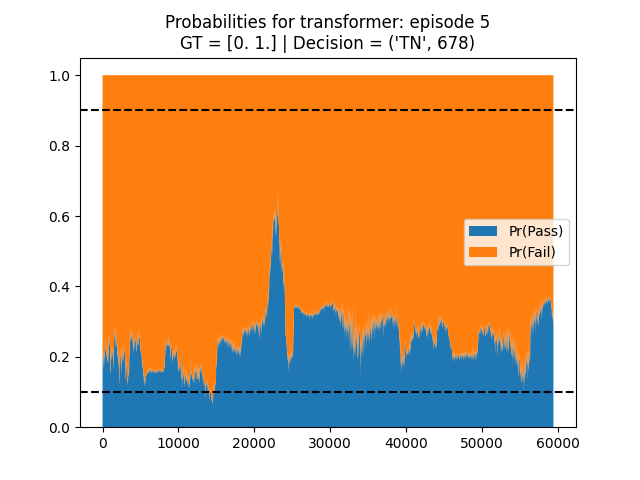 Probabilities for transformer: episode 5
GT = [0. 1.] | Decision = ('TN', 678)
1.0
0.8
0.6
0.4
0.2
0.0
Pr(Pass)
Pr(Fail)
0 10000 20000 30000 40000 50000 60000